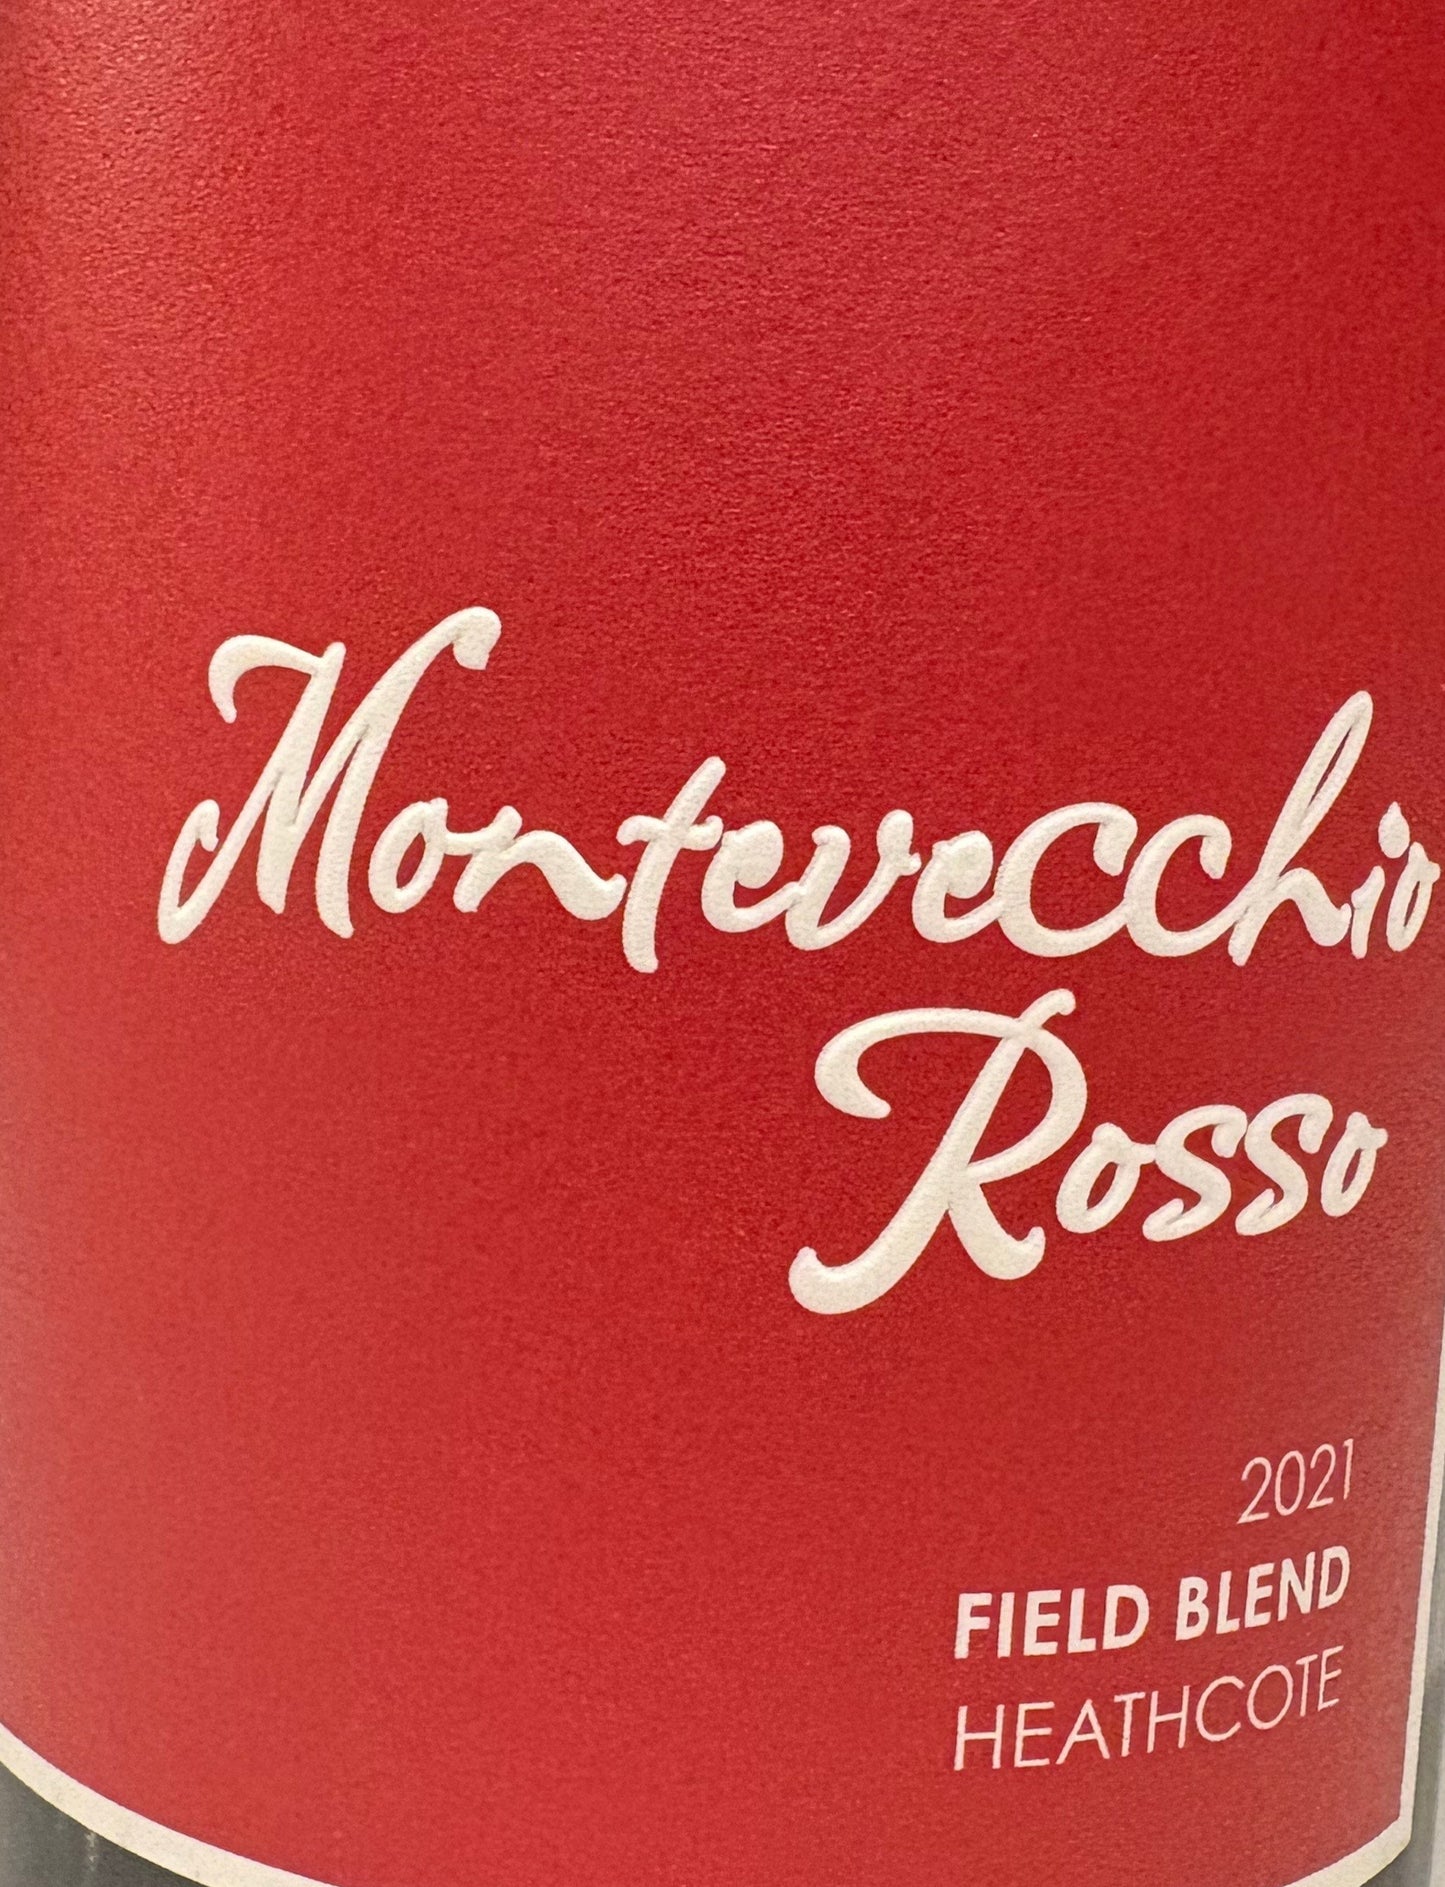 Montevecchio
Rosso
2021
FIELD BLEND
HEATHCOTE